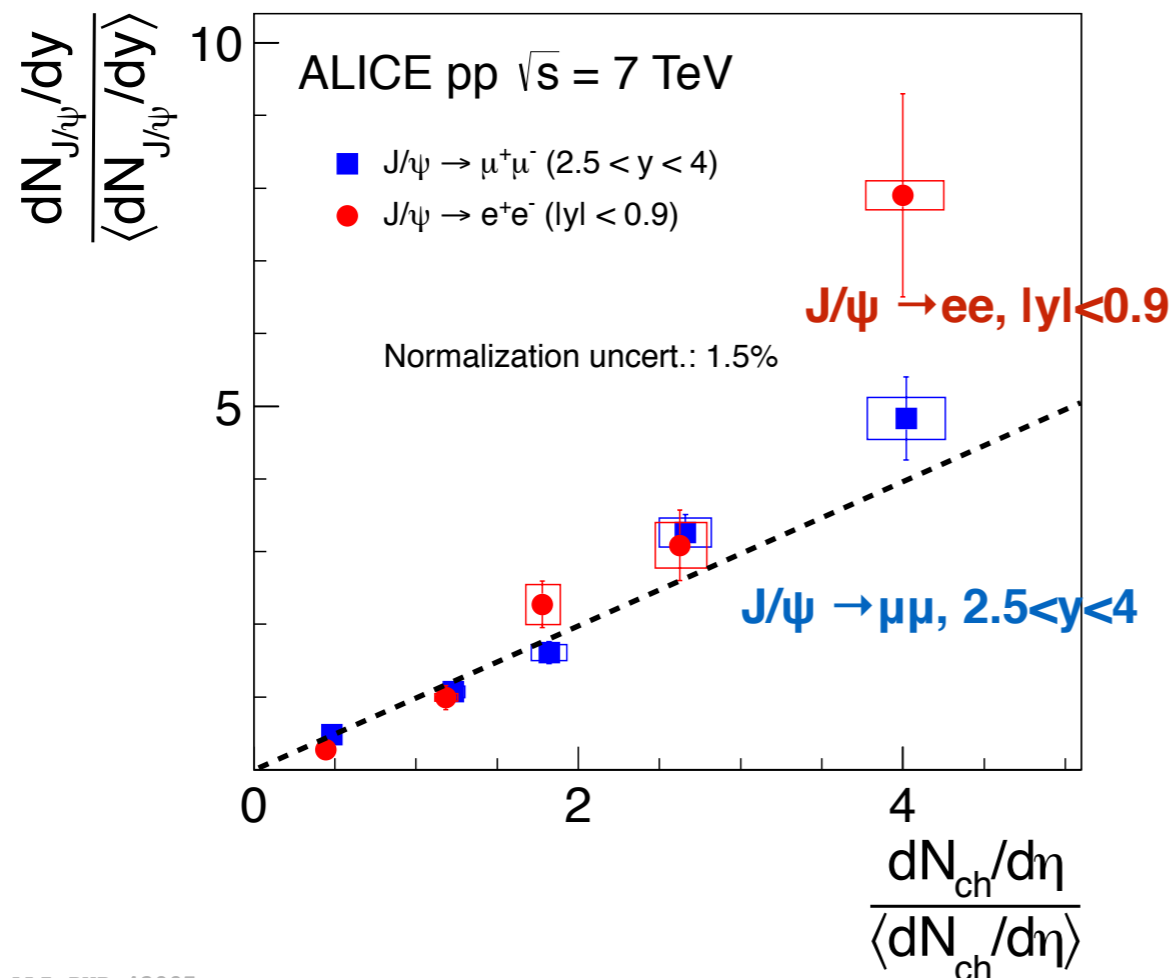 dN_J/ψ/dy
⟨dN_J/ψ/dy⟩
10
ALICE pp √s = 7 TeV
J/ψ → μ⁺μ⁻ (2.5 < y < 4)
J/ψ → e⁺e⁻ (|y| < 0.9)
J/ψ →ee, |y|<0.9
Normalization uncert.: 1.5%
5
J/ψ →μμ, 2.5<y<4
0 2 4
dN_ch/dη
⟨dN_ch/dη⟩